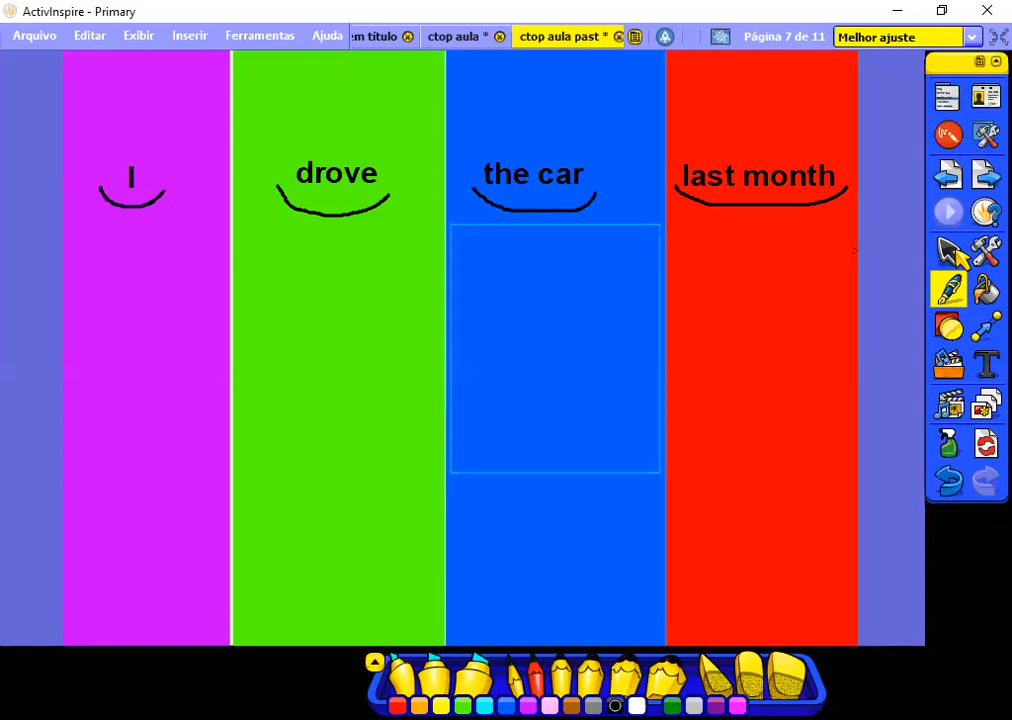 ActivInspire - Primary
Arquivo Editar Exibir Inserir Ferramentas Ajuda em título ctop aula * ctop aula past * Página 7 de 11 Melhor ajuste
I drove the car last month